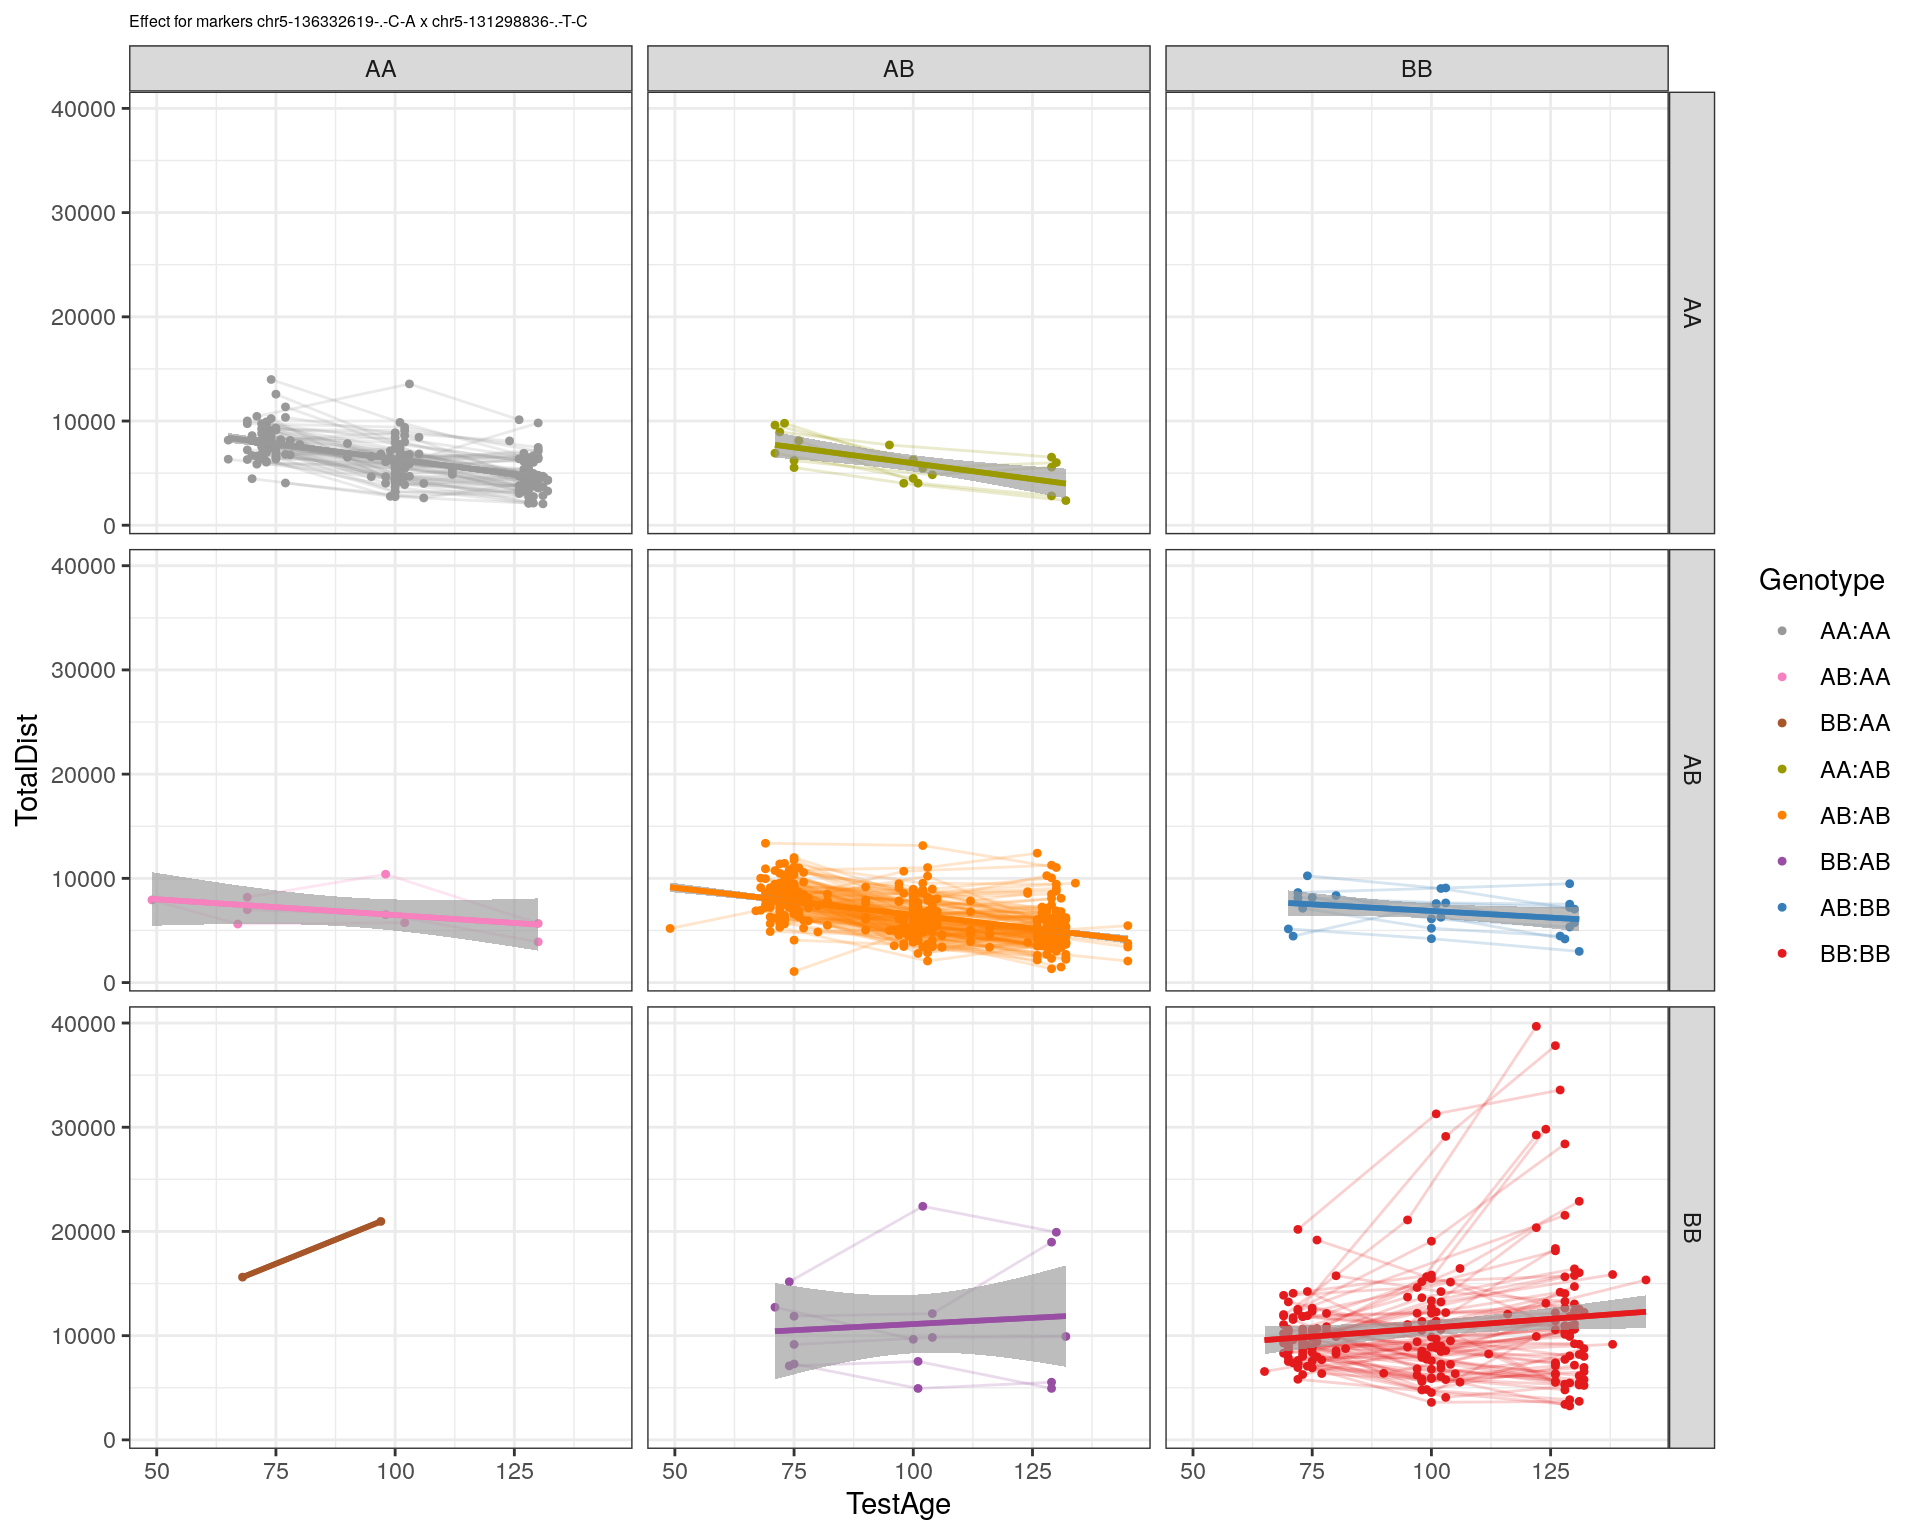 Effect for markers chr5-136332619-.-C-A x chr5-131298836-.-T-C
AA
AB
BB
40000
30000
20000
10000
0
AA
40000
30000
20000
10000
0
AB
40000
30000
20000
10000
0
BB
50
75
100
125
50
75
100
125
50
75
100
125
TestAge
TotalDist
Genotype
AA:AA
AB:AA
BB:AA
AA:AB
AB:AB
BB:AB
AB:BB
BB:BB